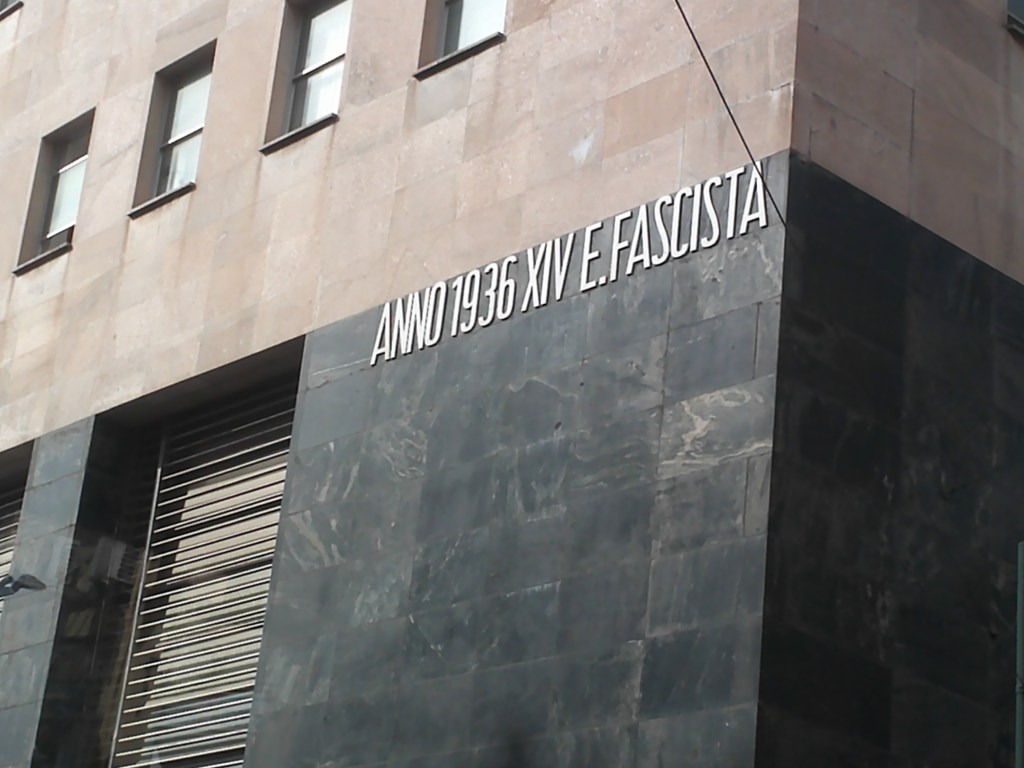 ANNO 1936 XIV E.FASCISTA